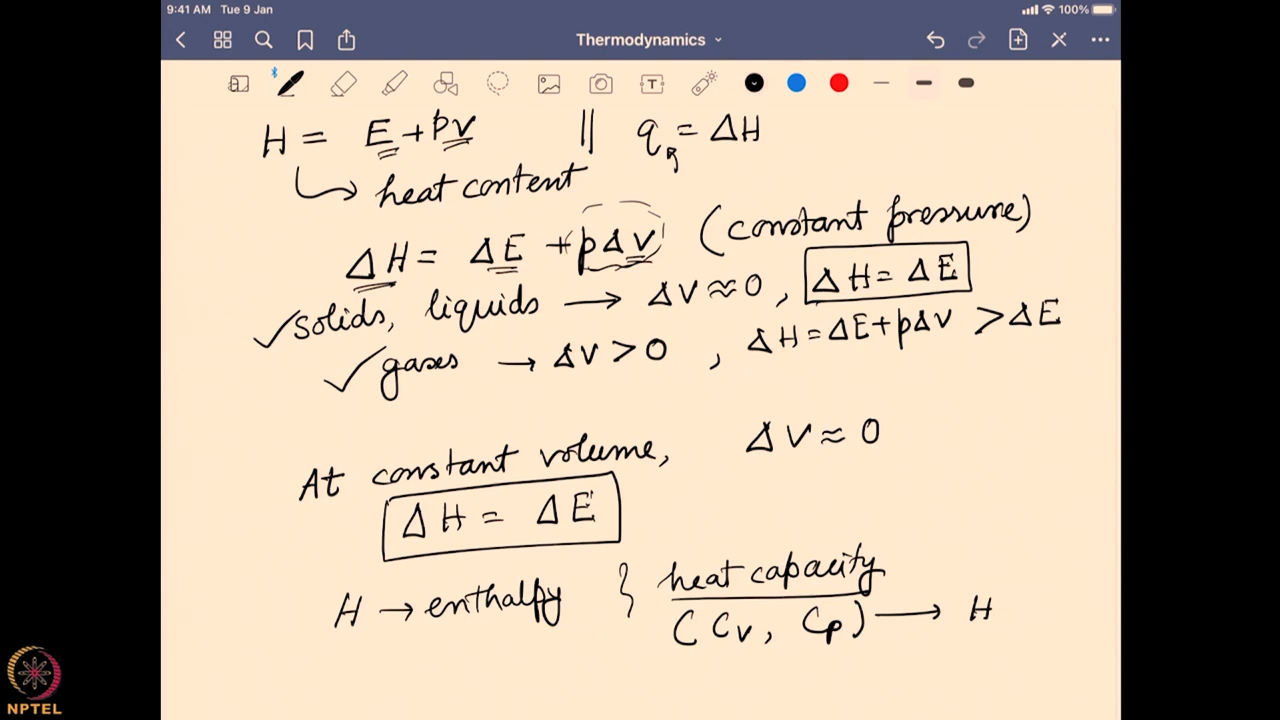 9:41 AM Tue 9 Jan 100%
Thermodynamics
T
H = E + pv || q = ΔH
heat content
ΔH = ΔE + pΔv (constant pressure)
✓solids, liquids → ΔV ≈ 0, ΔH = ΔE
✓gases → ΔV > 0, ΔH = ΔE + pΔV > ΔE
At constant volume, ΔV ≈ 0
ΔH = ΔE
H → enthalpy } heat capacity
(Cv, Cp) → H
NPTEL